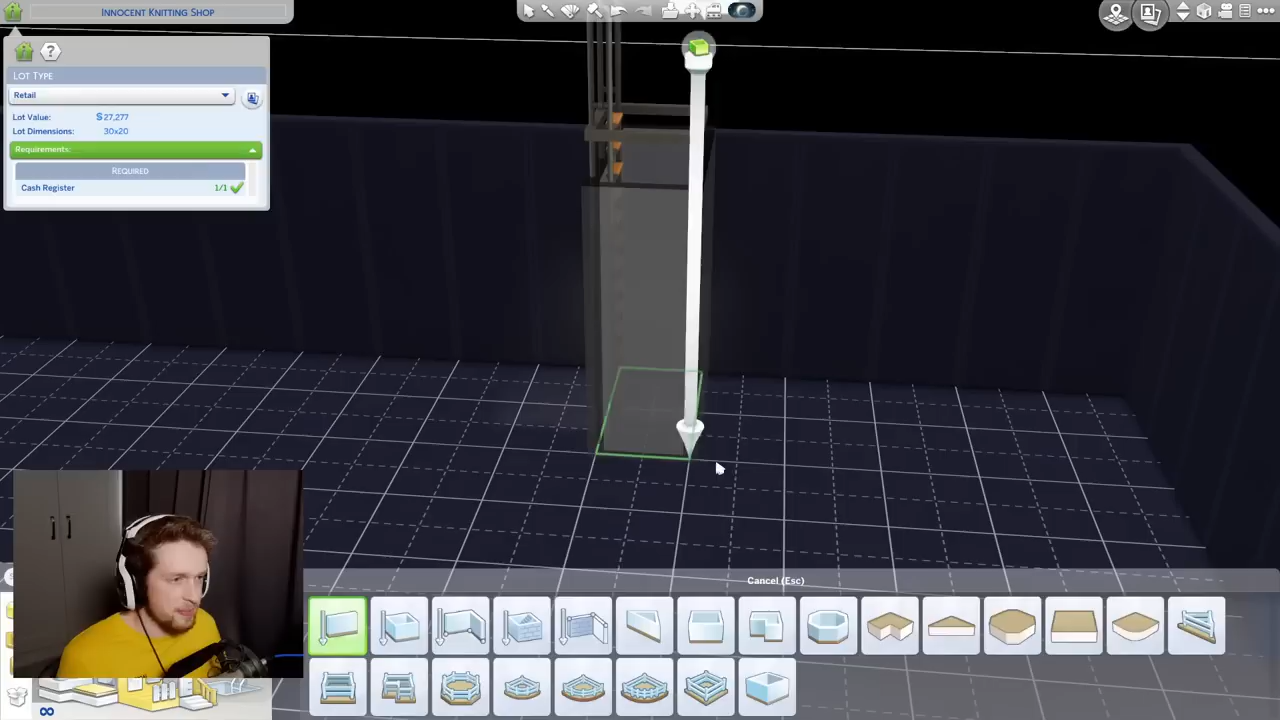 INNOCENT KNITTING SHOP
LOT TYPE
Retail
Lot Value: §27,277
Lot Dimensions: 30x20
Requirements:
REQUIRED
Cash Register 1/1
Cancel (Esc)